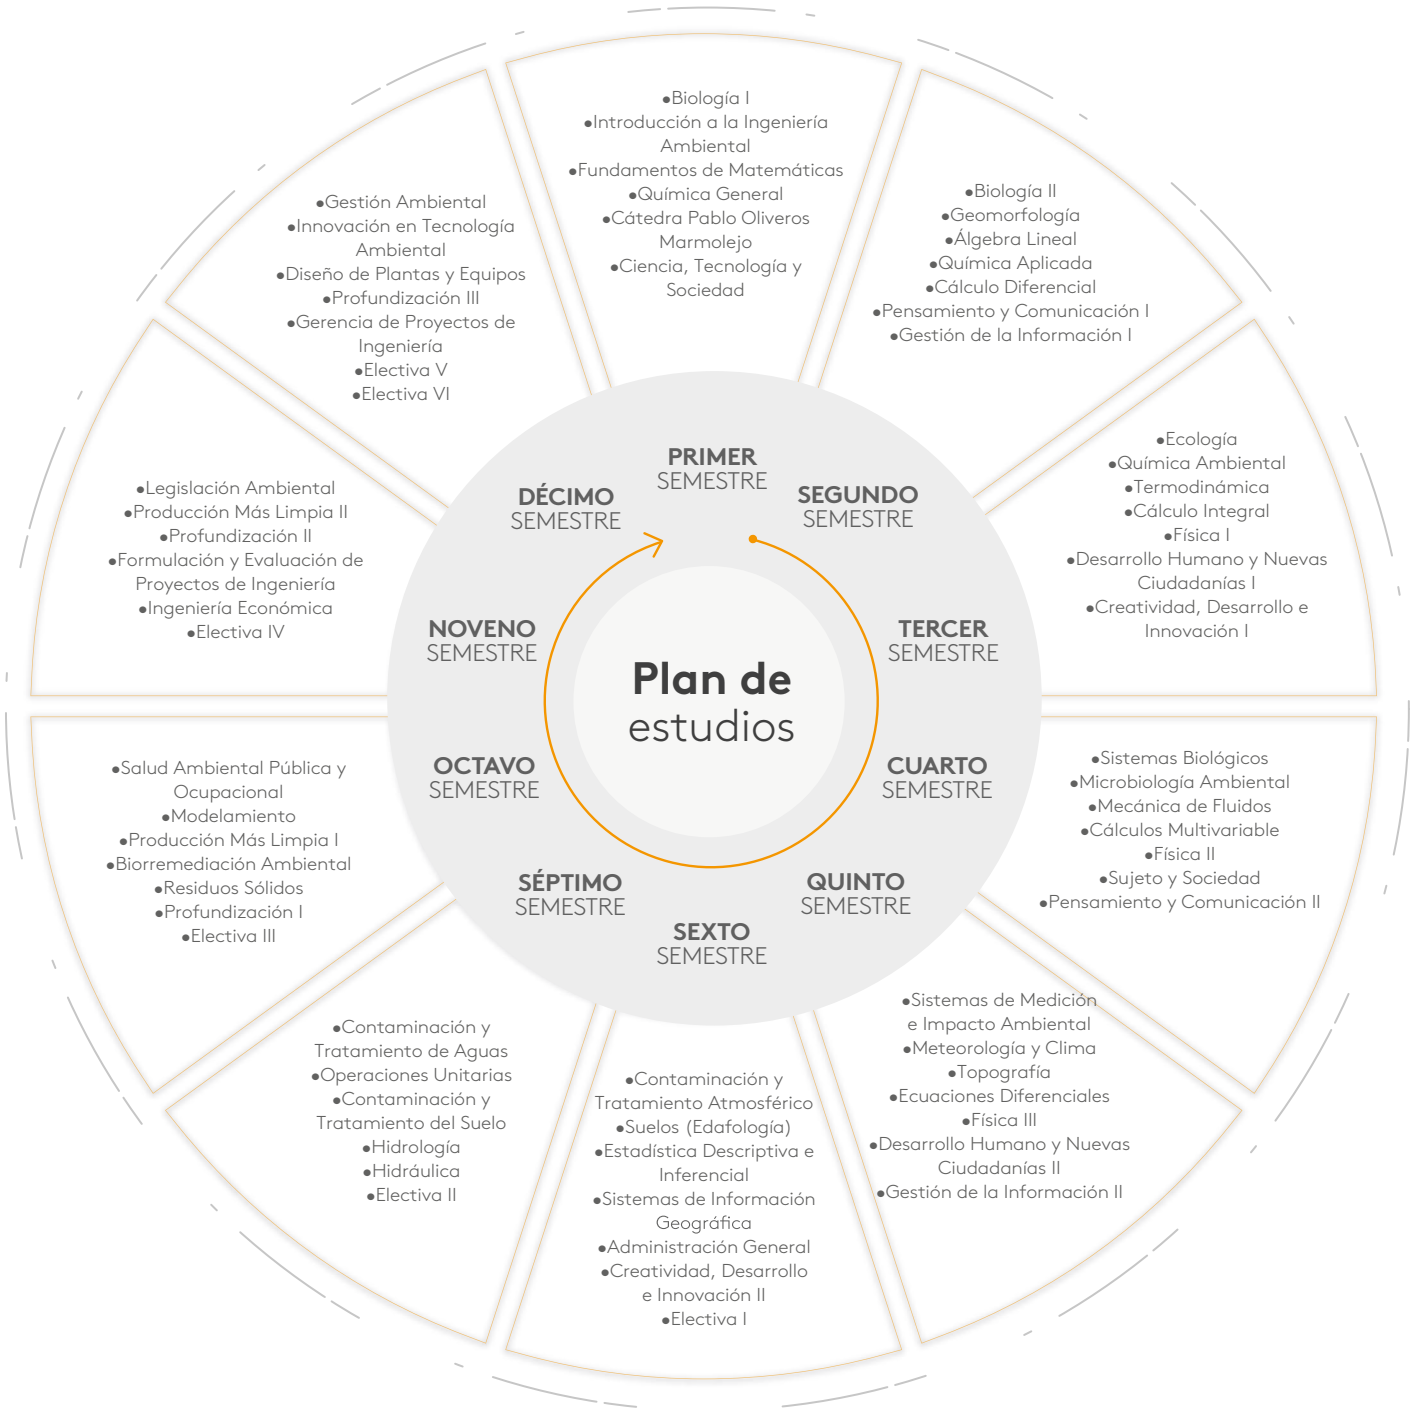 Plan de
estudios
PRIMER
SEMESTRE
●Biología I
●Introducción a la Ingeniería
Ambiental
●Fundamentos de Matemáticas
●Química General
●Cátedra Pablo Oliveros
Marmolejo
●Ciencia, Tecnología y
Sociedad
SEGUNDO
SEMESTRE
●Biología II
●Geomorfología
●Álgebra Lineal
●Química Aplicada
●Cálculo Diferencial
●Pensamiento y Comunicación I
●Gestión de la Información I
TERCER
SEMESTRE
●Ecología
●Química Ambiental
●Termodinámica
●Cálculo Integral
●Física I
●Desarrollo Humano y Nuevas
Ciudadanías I
●Creatividad, Desarrollo e
Innovación I
CUARTO
SEMESTRE
●Sistemas Biológicos
●Microbiología Ambiental
●Mecánica de Fluidos
●Cálculos Multivariable
●Física II
●Sujeto y Sociedad
●Pensamiento y Comunicación II
QUINTO
SEMESTRE
●Sistemas de Medición
e Impacto Ambiental
●Meteorología y Clima
●Topografía
●Ecuaciones Diferenciales
●Física III
●Desarrollo Humano y Nuevas
Ciudadanías II
●Gestión de la Información II
SEXTO
SEMESTRE
●Contaminación y
Tratamiento Atmosférico
●Suelos (Edafología)
●Estadística Descriptiva e
Inferencial
●Sistemas de Información
Geográfica
●Administración General
●Creatividad, Desarrollo
e Innovación II
●Electiva I
SÉPTIMO
SEMESTRE
●Contaminación y
Tratamiento de Aguas
●Operaciones Unitarias
●Contaminación y
Tratamiento del Suelo
●Hidrología
●Hidráulica
●Electiva II
OCTAVO
SEMESTRE
●Salud Ambiental Pública y
Ocupacional
●Modelamiento
●Producción Más Limpia I
●Biorremediación Ambiental
●Residuos Sólidos
●Profundización I
●Electiva III
NOVENO
SEMESTRE
●Legislación Ambiental
●Producción Más Limpia II
●Profundización II
●Formulación y Evaluación de
Proyectos de Ingeniería
●Ingeniería Económica
●Electiva IV
DÉCIMO
SEMESTRE
●Gestión Ambiental
●Innovación en Tecnología
Ambiental
●Diseño de Plantas y Equipos
●Profundización III
●Gerencia de Proyectos de
Ingeniería
●Electiva V
●Electiva VI